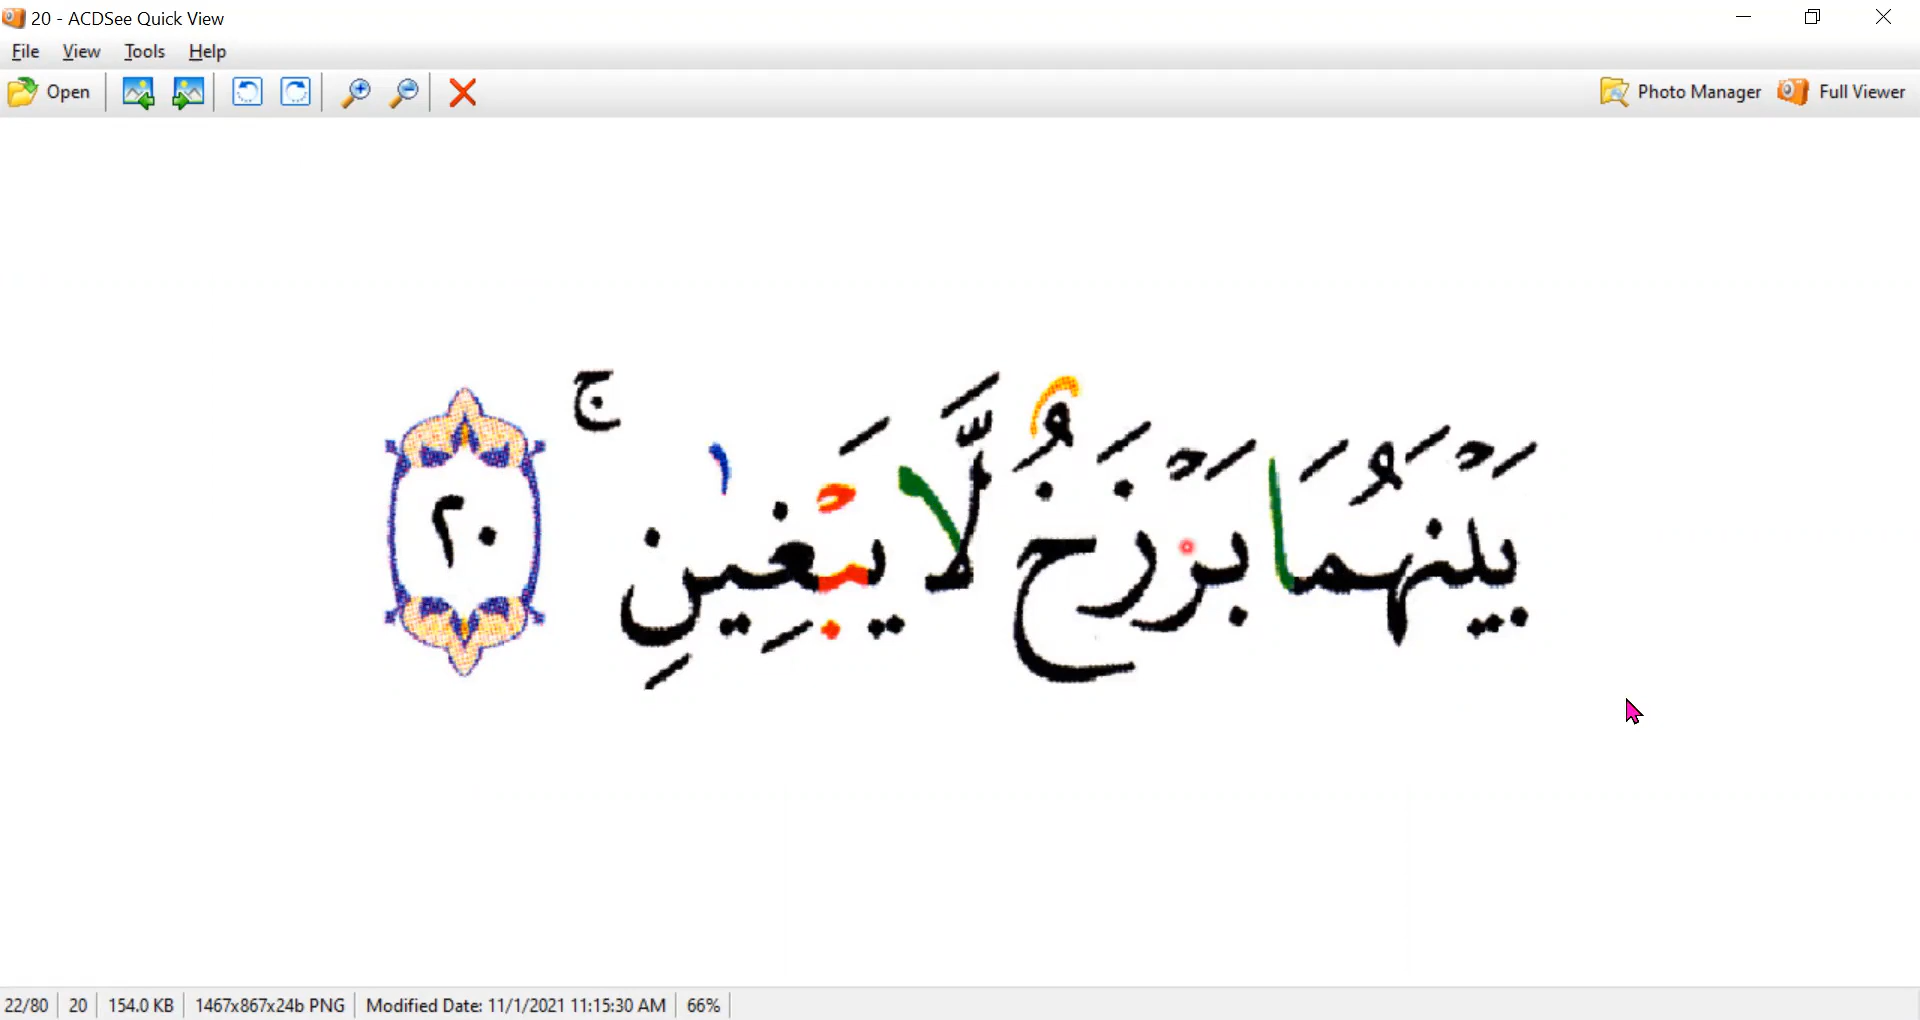 20 - ACDSee Quick View
File View Tools Help
Open Photo Manager Full Viewer
بَيْنَهُمَا بَرْزَخٌ لَّا يَبْغِيٰنِ ۚ ٢٠
22/80 20 154.0 KB 1467x867x24b PNG Modified Date: 11/1/2021 11:15:30 AM 66%